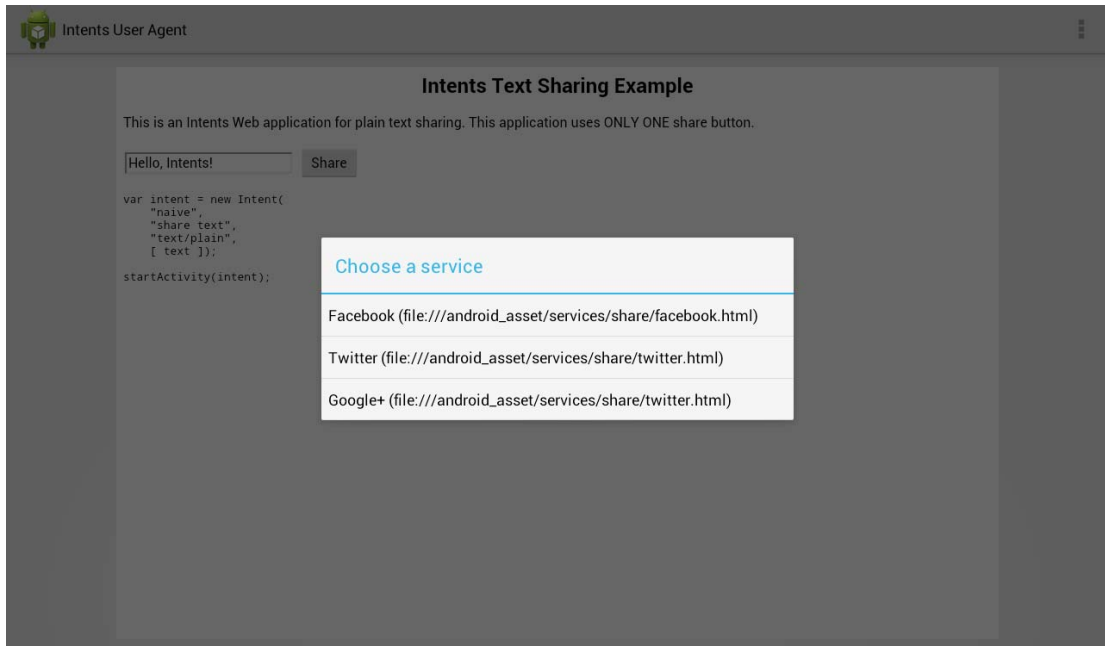 Intents User Agent
Intents Text Sharing Example
This is an Intents Web application for plain text sharing. This application uses ONLY ONE share button.
Hello, Intents! Share
var intent = new Intent(
    "naive",
    "share text",
    "text/plain",
    [ text ]);
startActivity(intent);
Choose a service
Facebook (file:///android_asset/services/share/facebook.html)
Twitter (file:///android_asset/services/share/twitter.html)
Google+ (file:///android_asset/services/share/twitter.html)